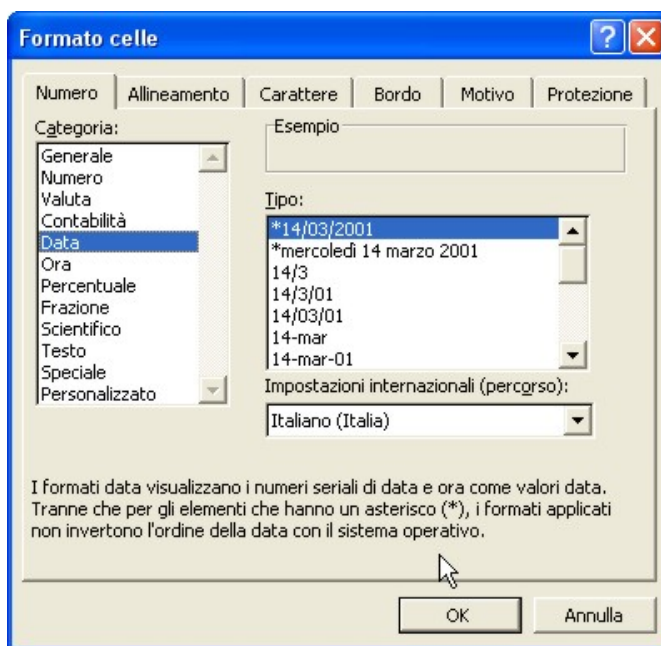 Formato celle
Numero Allineamento Carattere Bordo Motivo Protezione
Categoria:
Generale
Numero
Valuta
Contabilità
Data
Ora
Percentuale
Frazione
Scientifico
Testo
Speciale
Personalizzato
Esempio
Tipo:
*14/03/2001
*mercoledì 14 marzo 2001
14/3
14/3/01
14/03/01
14-mar
14-mar-01
Impostazioni internazionali (percorso):
Italiano (Italia)
I formati data visualizzano i numeri seriali di data e ora come valori data.
Tranne che per gli elementi che hanno un asterisco (*), i formati applicati
non invertono l'ordine della data con il sistema operativo.
OK Annulla